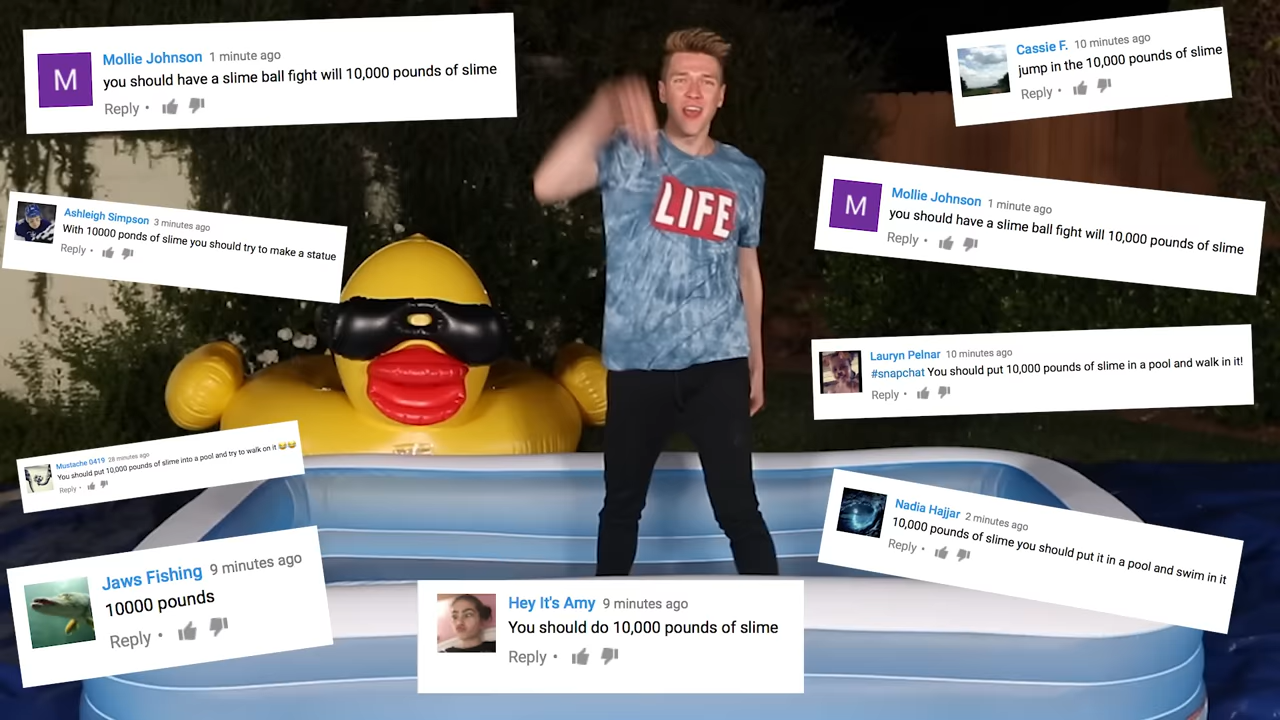 Mollie Johnson 1 minute ago
you should have a slime ball fight will 10,000 pounds of slime
Reply •
Cassie F. 10 minutes ago
jump in the 10,000 pounds of slime
Reply •
Ashleigh Simpson 3 minutes ago
With 10000 ponds of slime you should try to make a statue
Reply •
LIFE
M
M
Mollie Johnson 1 minute ago
you should have a slime ball fight will 10,000 pounds of slime
Reply •
Lauryn Pelnar 10 minutes ago
#snapchat You should put 10,000 pounds of slime in a pool and walk in it!
Reply •
Mustache 0419 28 minutes ago
You should put 10,000 pounds of slime into a pool and try to walk on it 😂😂
Reply •
Nadia Hajjar 2 minutes ago
10,000 pounds of slime you should put it in a pool and swim in it
Reply •
Jaws Fishing 9 minutes ago
10000 pounds
Reply •
Hey It's Amy 9 minutes ago
You should do 10,000 pounds of slime
Reply •